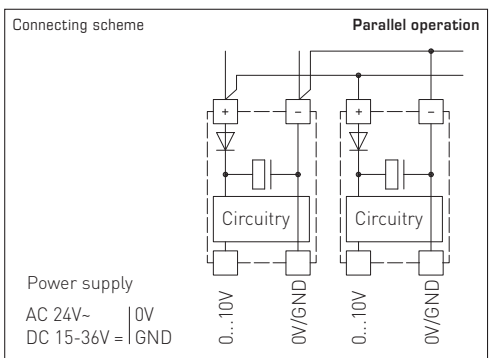 Connecting scheme
Parallel operation
+ − + −
Circuitry Circuitry
0...10V 0V/GND 0...10V 0V/GND
Power supply
AC 24V~ 0V
DC 15-36V = GND